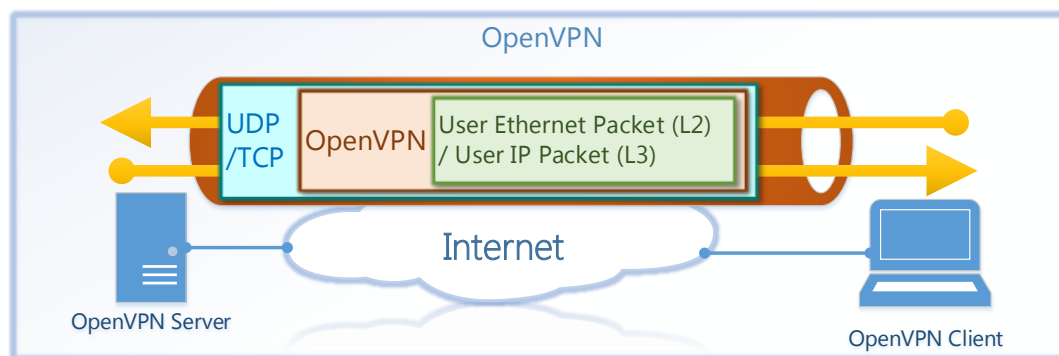 OpenVPN
UDP
/TCP
OpenVPN
User Ethernet Packet (L2)
/ User IP Packet (L3)
Internet
OpenVPN Server
OpenVPN Client